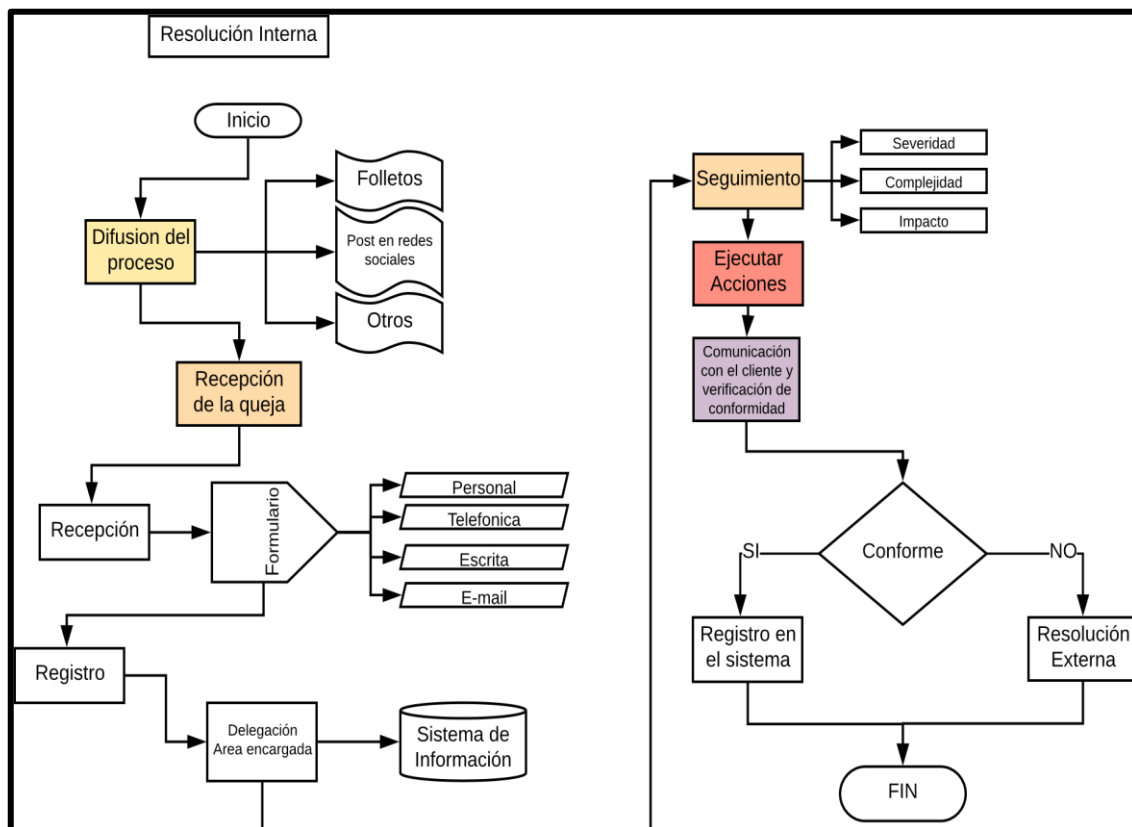 Resolución Interna
Inicio
Difusion del
proceso
Folletos
Post en redes
sociales
Otros
Recepción
de la queja
Recepción
Formulario
Personal
Telefonica
Escrita
E-mail
Registro
Delegación
Area encargada
Sistema de
Información
Seguimiento
Severidad
Complejidad
Impacto
Ejecutar
Acciones
Comunicación
con el cliente y
verificación de
conformidad
Conforme
SI
NO
Registro en
el sistema
Resolución
Externa
FIN